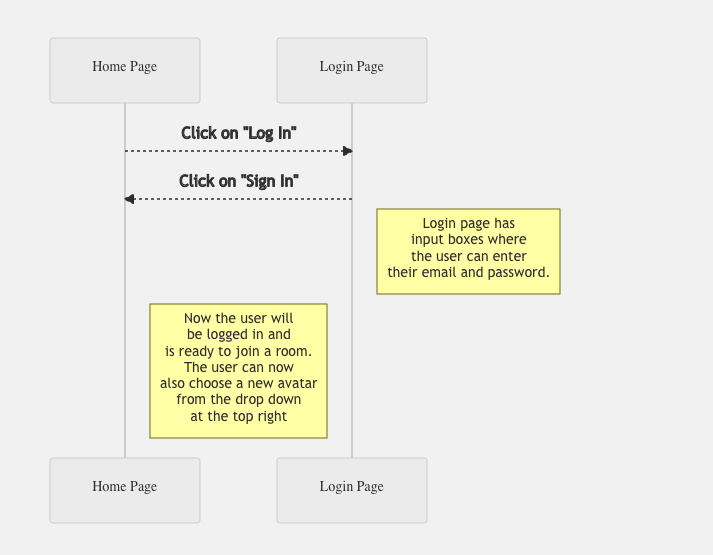 Home Page
Login Page
Click on "Log In"
Click on "Sign In"
Login page has
input boxes where
the user can enter
their email and password.
Now the user will
be logged in and
is ready to join a room.
The user can now
also choose a new avatar
from the drop down
at the top right
Home Page
Login Page